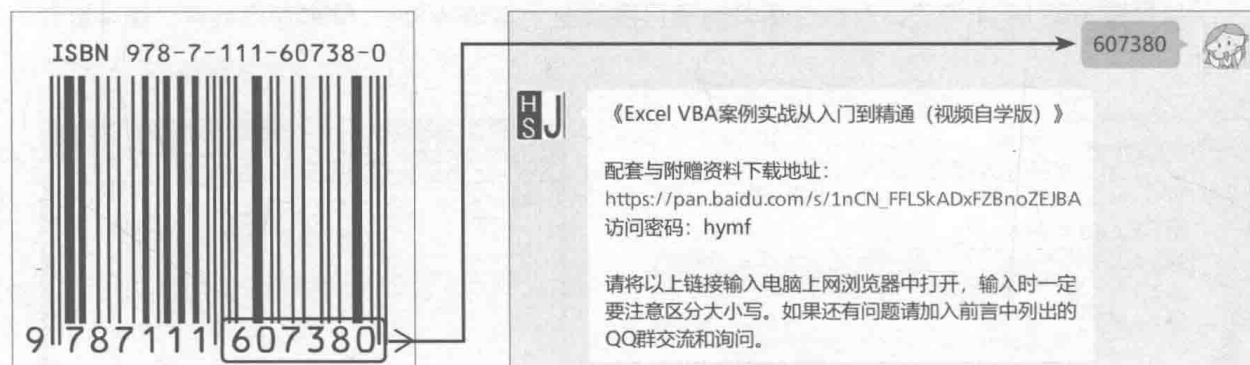 ISBN 978-7-111-60738-0
9 787111 607380
607380
HS J
《Excel VBA案例实战从入门到精通（视频自学版）》
配套与附赠资料下载地址：
https://pan.baidu.com/s/1nCN_FFLSkADxFZBnoZEJBA
访问密码：hymf
请将以上链接输入电脑上网浏览器中打开，输入时一定
要注意区分大小写。如果还有问题请加入前言中列出的
QQ群交流和询问。